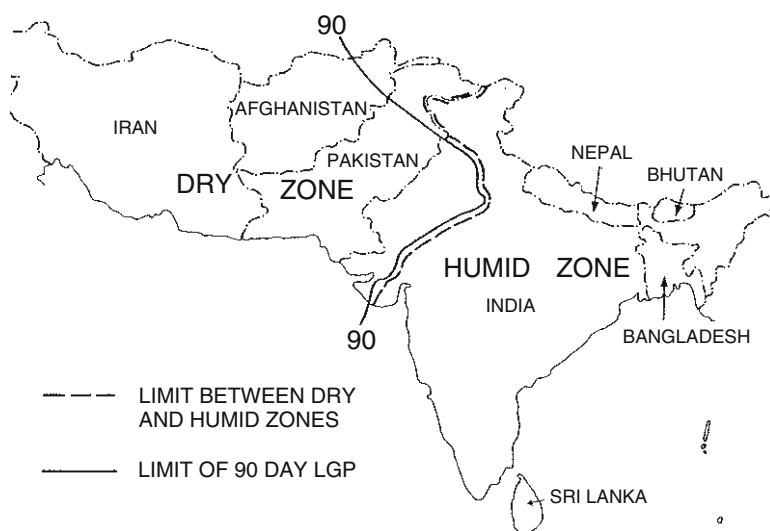 90
AFGHANISTAN
IRAN
PAKISTAN
NEPAL
BHUTAN
DRY ZONE
HUMID ZONE
INDIA
90
BANGLADESH
LIMIT BETWEEN DRY
AND HUMID ZONES
LIMIT OF 90 DAY LGP
SRI LANKA